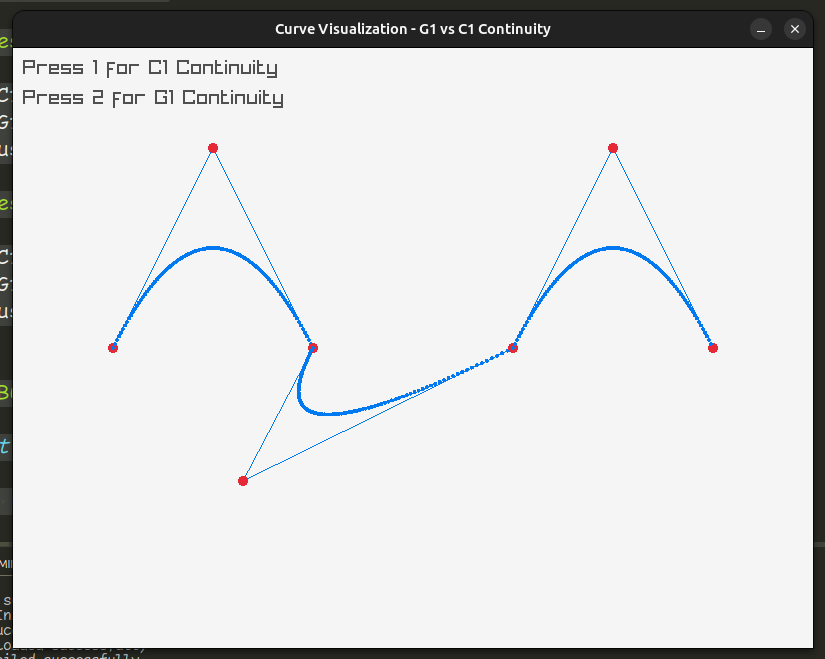 Curve Visualization - G1 vs C1 Continuity
Press 1 for C1 Continuity
Press 2 for G1 Continuity